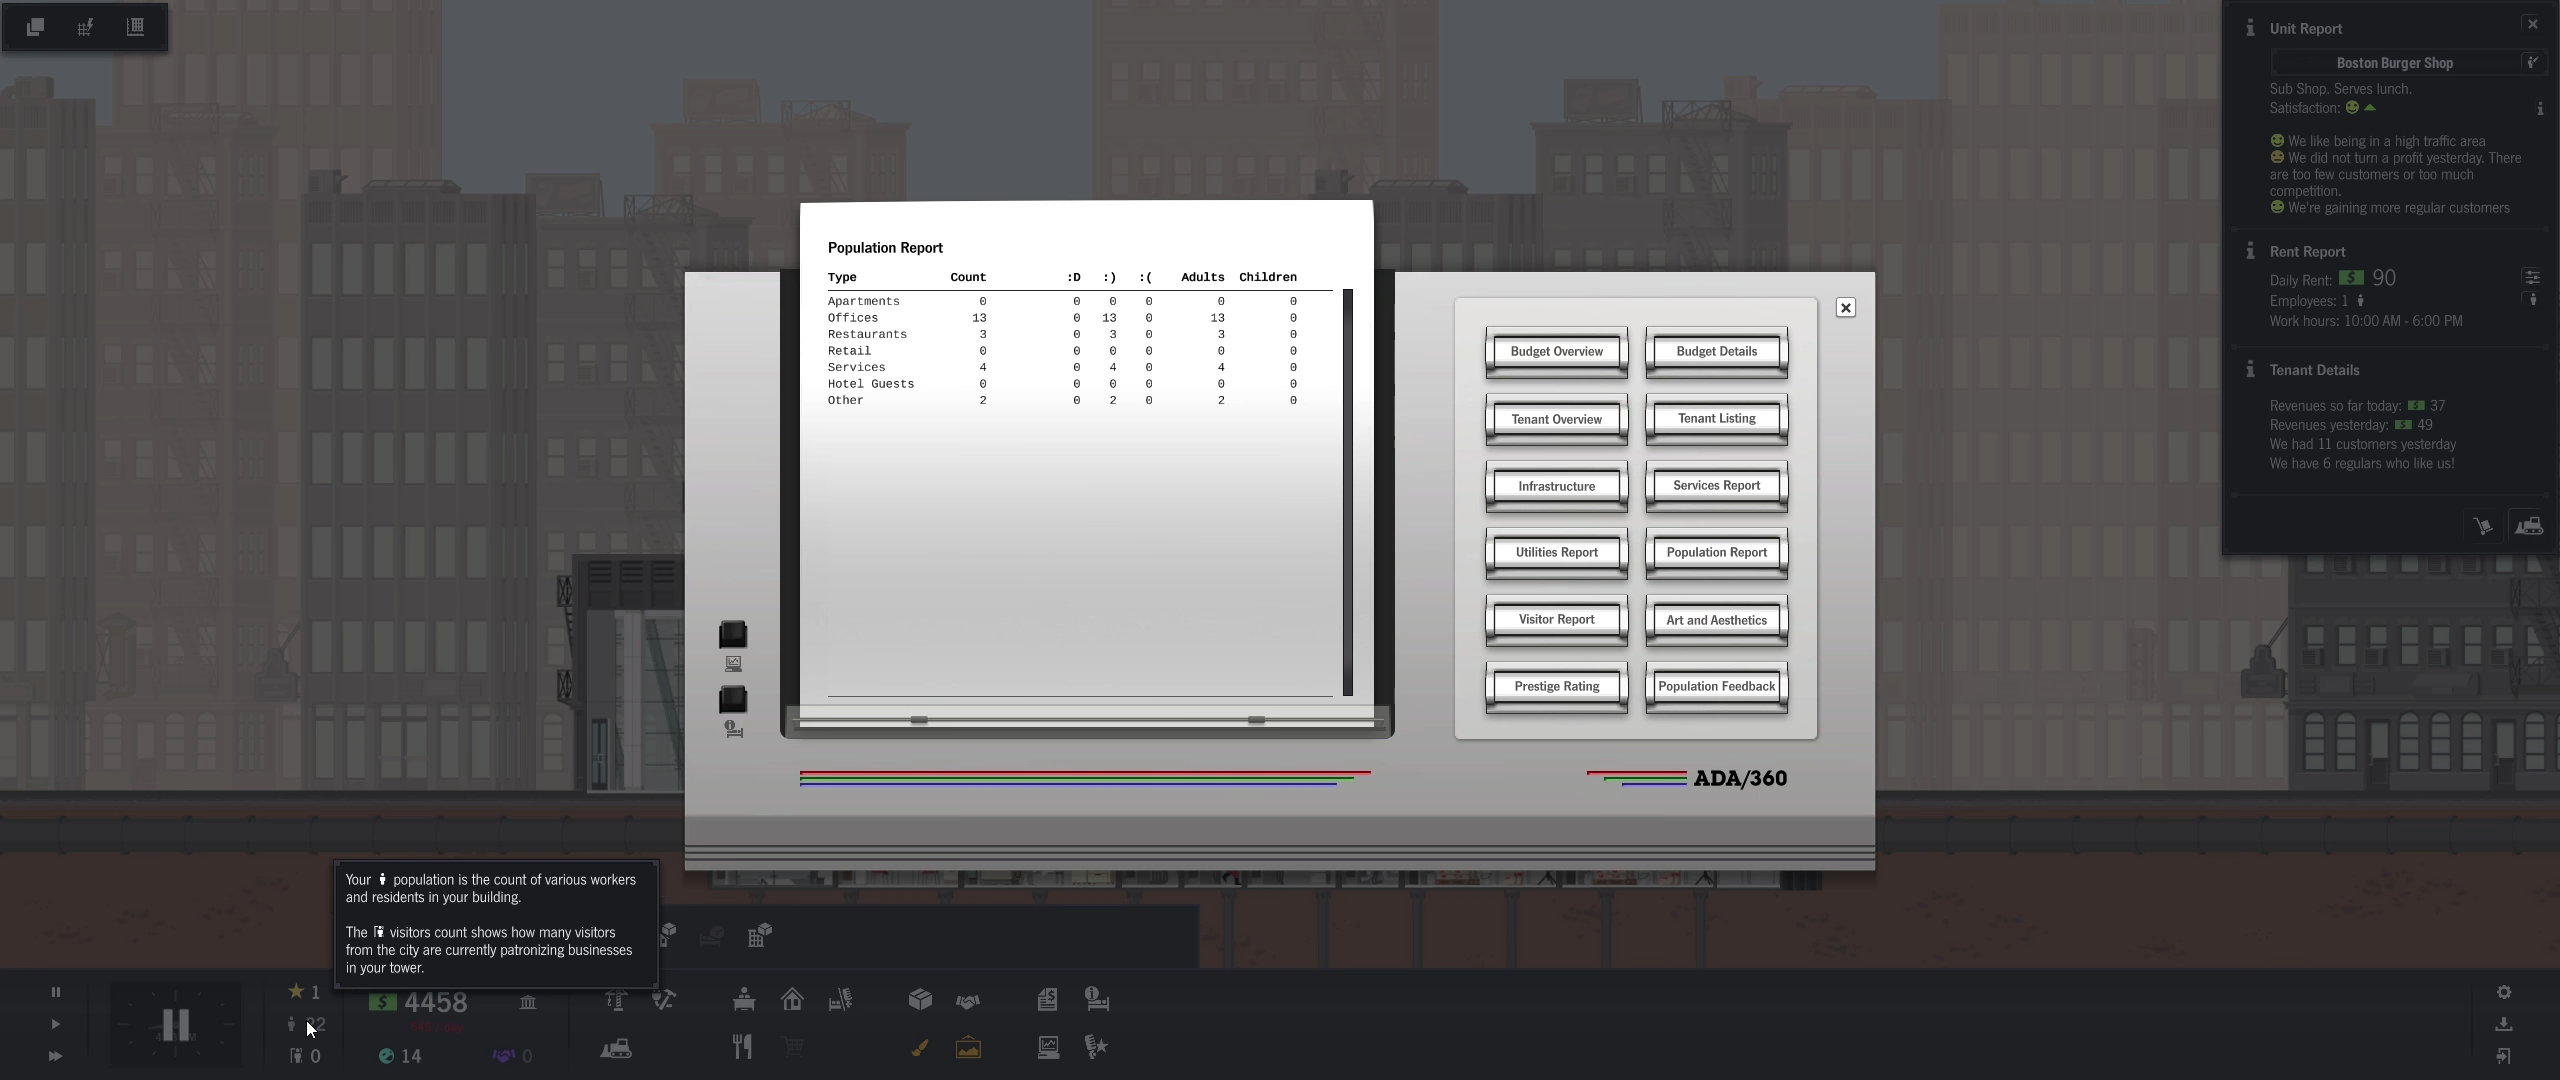 Population Report
Type Count :D :) :( Adults Children
Apartments 0 0 0 0 0 0
Offices 13 0 13 0 13 0
Restaurants 3 0 3 0 3 0
Retail 0 0 0 0 0 0
Services 4 0 4 0 4 0
Hotel Guests 0 0 0 0 0 0
Other 2 0 2 0 2 0
Budget Overview
Budget Details
Tenant Overview
Tenant Listing
Infrastructure
Services Report
Utilities Report
Population Report
Visitor Report
Art and Aesthetics
Prestige Rating
Population Feedback
ADA/360
Unit Report
Boston Burger Shop
Sub Shop. Serves lunch.
Satisfaction:
We like being in a high traffic area
We did not turn a profit yesterday. There
are too few customers or too much
competition.
We're gaining more regular customers
Rent Report
Daily Rent: $ 90
Employees: 1
Work hours: 10:00 AM - 6:00 PM
Tenant Details
Revenues so far today: $ 37
Revenues yesterday: $ 49
We had 11 customers yesterday
We have 6 regulars who like us!
Your population is the count of various workers
and residents in your building.
The visitors count shows how many visitors
from the city are currently patronizing businesses
in your tower.
1
$ 4458
0
14
0